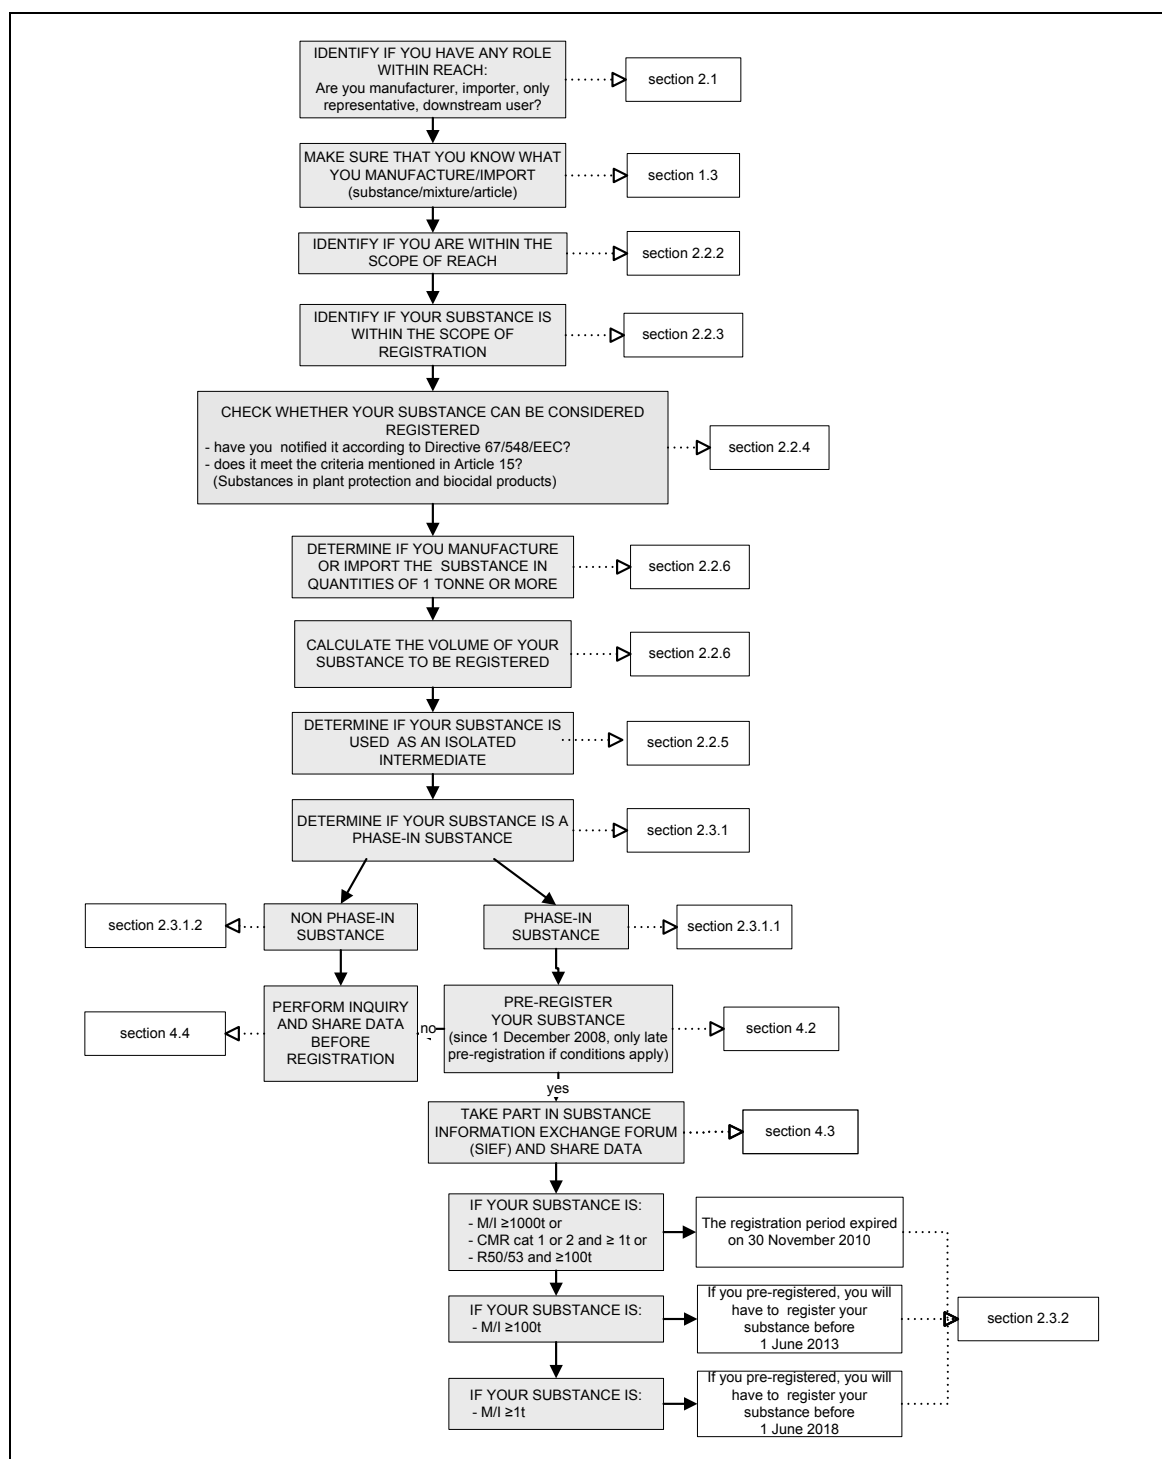 IDENTIFY IF YOU HAVE ANY ROLE
WITHIN REACH:
Are you manufacturer, importer, only
representative, downstream user?
section 2.1
MAKE SURE THAT YOU KNOW WHAT
YOU MANUFACTURE/IMPORT
(substance/mixture/article)
section 1.3
IDENTIFY IF YOU ARE WITHIN THE
SCOPE OF REACH
section 2.2.2
IDENTIFY IF YOUR SUBSTANCE IS
WITHIN THE SCOPE OF
REGISTRATION
section 2.2.3
CHECK WHETHER YOUR SUBSTANCE CAN BE CONSIDERED
REGISTERED
- have you notified it according to Directive 67/548/EEC?
- does it meet the criteria mentioned in Article 15?
(Substances in plant protection and biocidal products)
section 2.2.4
DETERMINE IF YOU MANUFACTURE
OR IMPORT THE SUBSTANCE IN
QUANTITIES OF 1 TONNE OR MORE
section 2.2.6
CALCULATE THE VOLUME OF YOUR
SUBSTANCE TO BE REGISTERED
section 2.2.6
DETERMINE IF YOUR SUBSTANCE IS
USED AS AN ISOLATED
INTERMEDIATE
section 2.2.5
DETERMINE IF YOUR SUBSTANCE IS A
PHASE-IN SUBSTANCE
section 2.3.1
section 2.3.1.2
NON PHASE-IN
SUBSTANCE
PHASE-IN
SUBSTANCE
section 2.3.1.1
section 4.4
PERFORM INQUIRY
AND SHARE DATA
BEFORE
REGISTRATION
no
PRE-REGISTER
YOUR SUBSTANCE
(since 1 December 2008, only late
pre-registration if conditions apply)
section 4.2
yes
TAKE PART IN SUBSTANCE
INFORMATION EXCHANGE FORUM
(SIEF) AND SHARE DATA
section 4.3
IF YOUR SUBSTANCE IS:
- M/I ≥1000t or
- CMR cat 1 or 2 and ≥ 1t or
- R50/53 and ≥100t
The registration period expired
on 30 November 2010
IF YOUR SUBSTANCE IS:
- M/I ≥100t
If you pre-registered, you will
have to register your
substance before
1 June 2013
section 2.3.2
IF YOUR SUBSTANCE IS:
- M/I ≥1t
If you pre-registered, you will
have to register your
substance before
1 June 2018